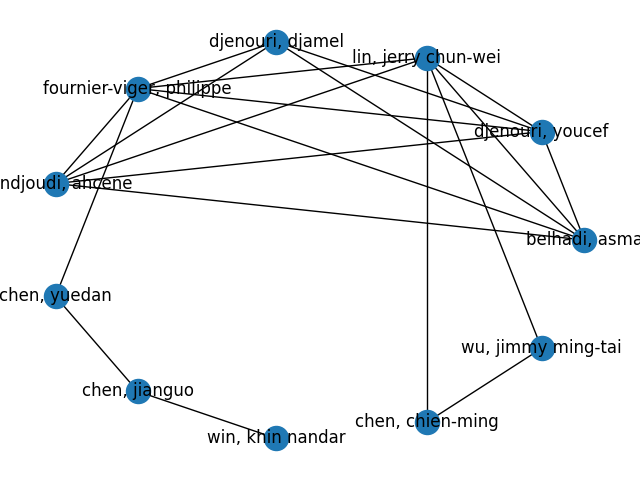 djenouri, djamel
lin, jerry chun-wei
fournier-viger, philippe
djenouri, youcef
ndjoudi, ahcene
belhadi, asma
chen, yuedan
wu, jimmy ming-tai
chen, jianguo
chen, chien-ming
win, khin nandar